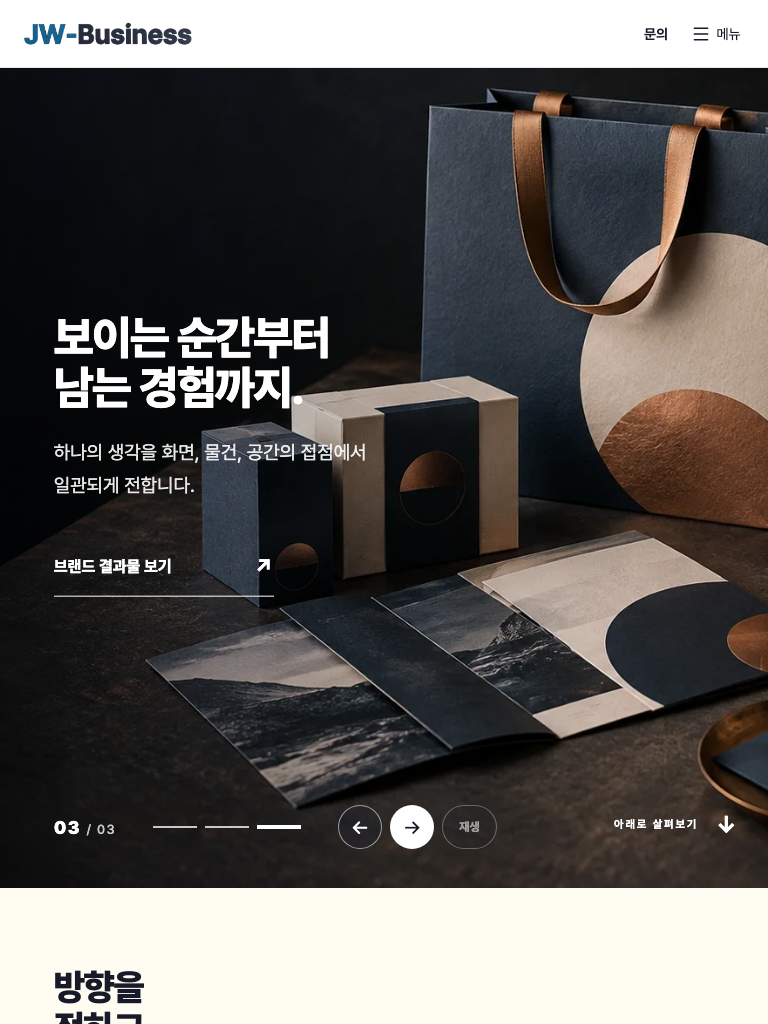 JW-Business
문의
메뉴
보이는 순간부터
남는 경험까지.
하나의 생각을 화면, 물건, 공간의 접점에서
일관되게 전합니다.
브랜드 결과물 보기
03 / 03
재생
아래로 살펴보기
방향을